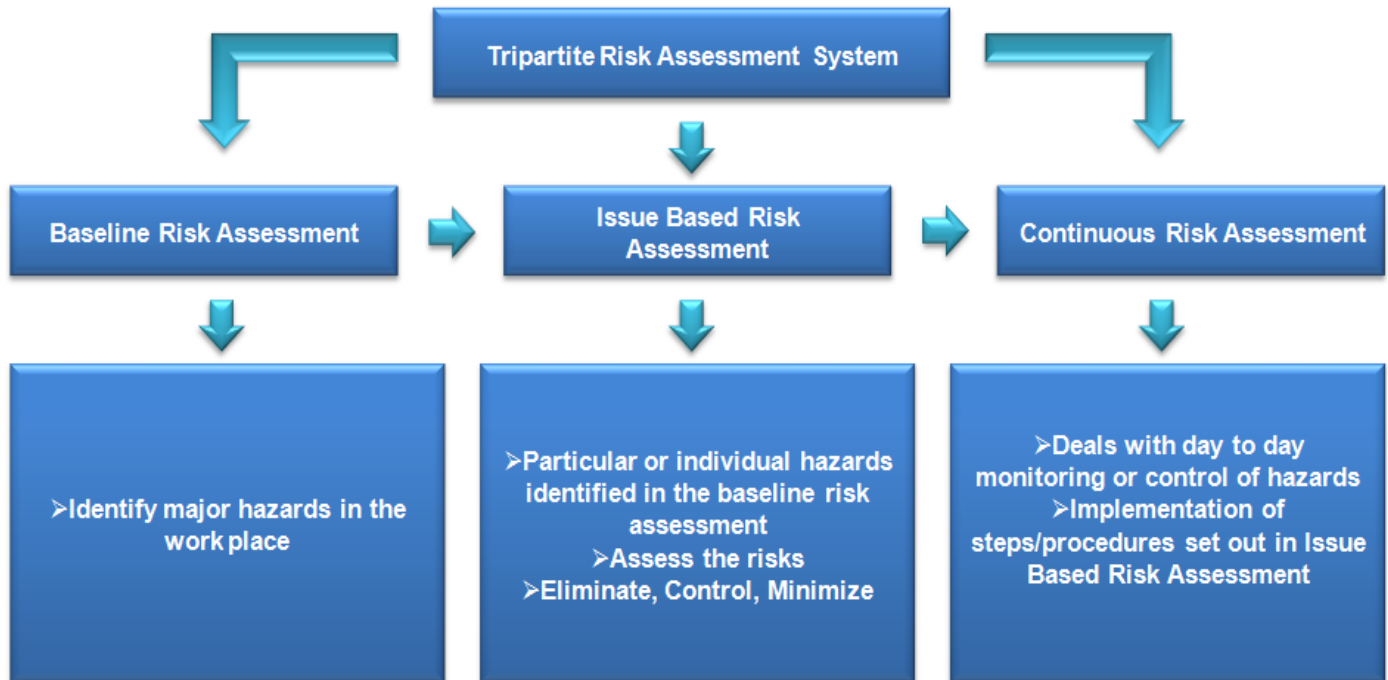 Tripartite Risk Assessment System
Baseline Risk Assessment
Issue Based Risk
Assessment
Continuous Risk Assessment
➢Identify major hazards in the
work place
➢Particular or individual hazards
identified in the baseline risk
assessment
➢Assess the risks
➢Eliminate, Control, Minimize
➢Deals with day to day
monitoring or control of hazards
➢Implementation of
steps/procedures set out in Issue
Based Risk Assessment